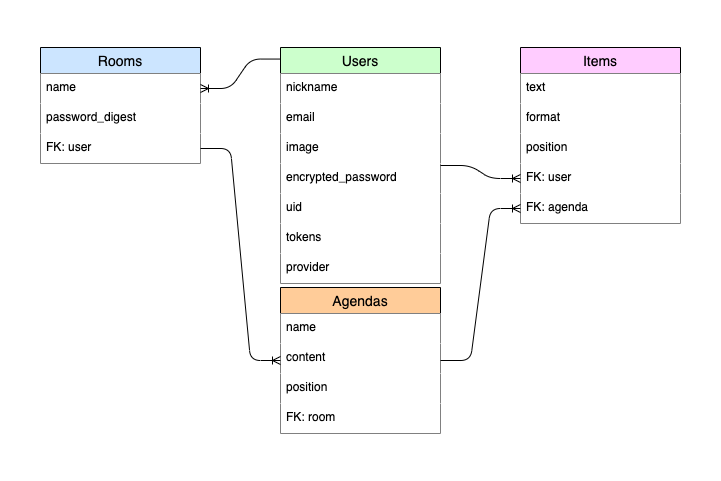 Rooms
name
password_digest
FK: user
Users
nickname
email
image
encrypted_password
uid
tokens
provider
Agendas
name
content
position
FK: room
Items
text
format
position
FK: user
FK: agenda